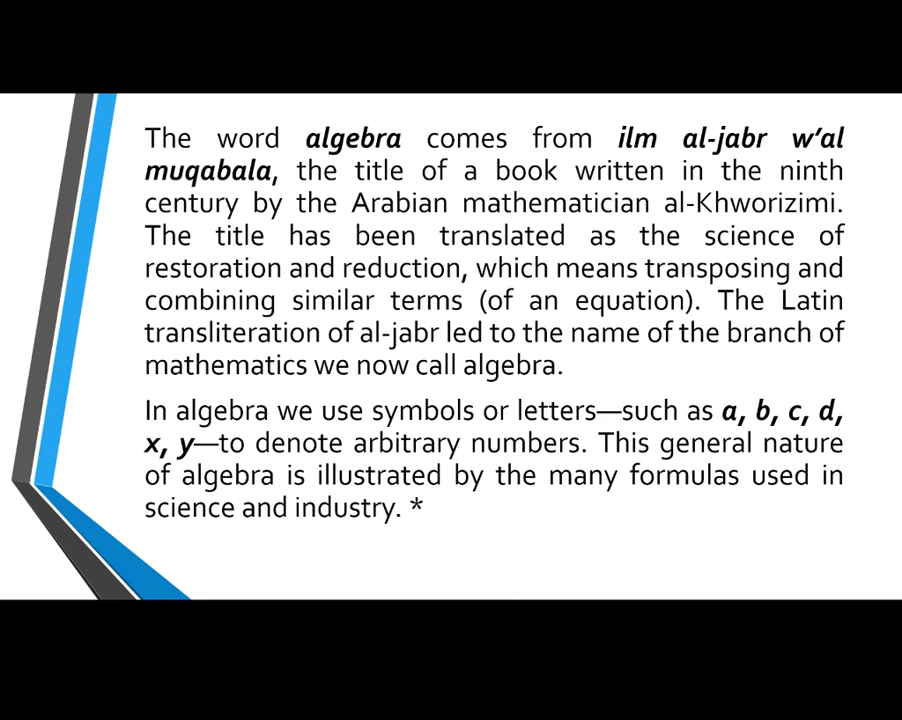 The word algebra comes from ilm al-jabr w’al
muqabala, the title of a book written in the ninth
century by the Arabian mathematician al-Khworizimi.
The title has been translated as the science of
restoration and reduction, which means transposing and
combining similar terms (of an equation). The Latin
transliteration of al-jabr led to the name of the branch of
mathematics we now call algebra.
In algebra we use symbols or letters—such as a, b, c, d,
x, y—to denote arbitrary numbers. This general nature
of algebra is illustrated by the many formulas used in
science and industry. *